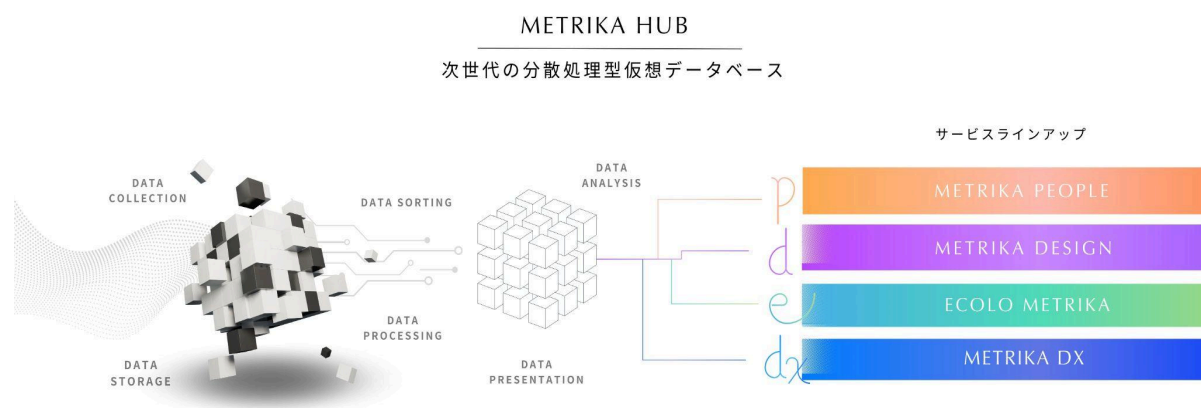 METRIKA HUB
次世代の分散処理型仮想データベース
サービスラインアップ
DATA
COLLECTION
DATA SORTING
DATA
ANALYSIS
DATA
PROCESSING
DATA
STORAGE
DATA
PRESENTATION
p
METRIKA PEOPLE
d
METRIKA DESIGN
e
ECOLO METRIKA
dx
METRIKA DX